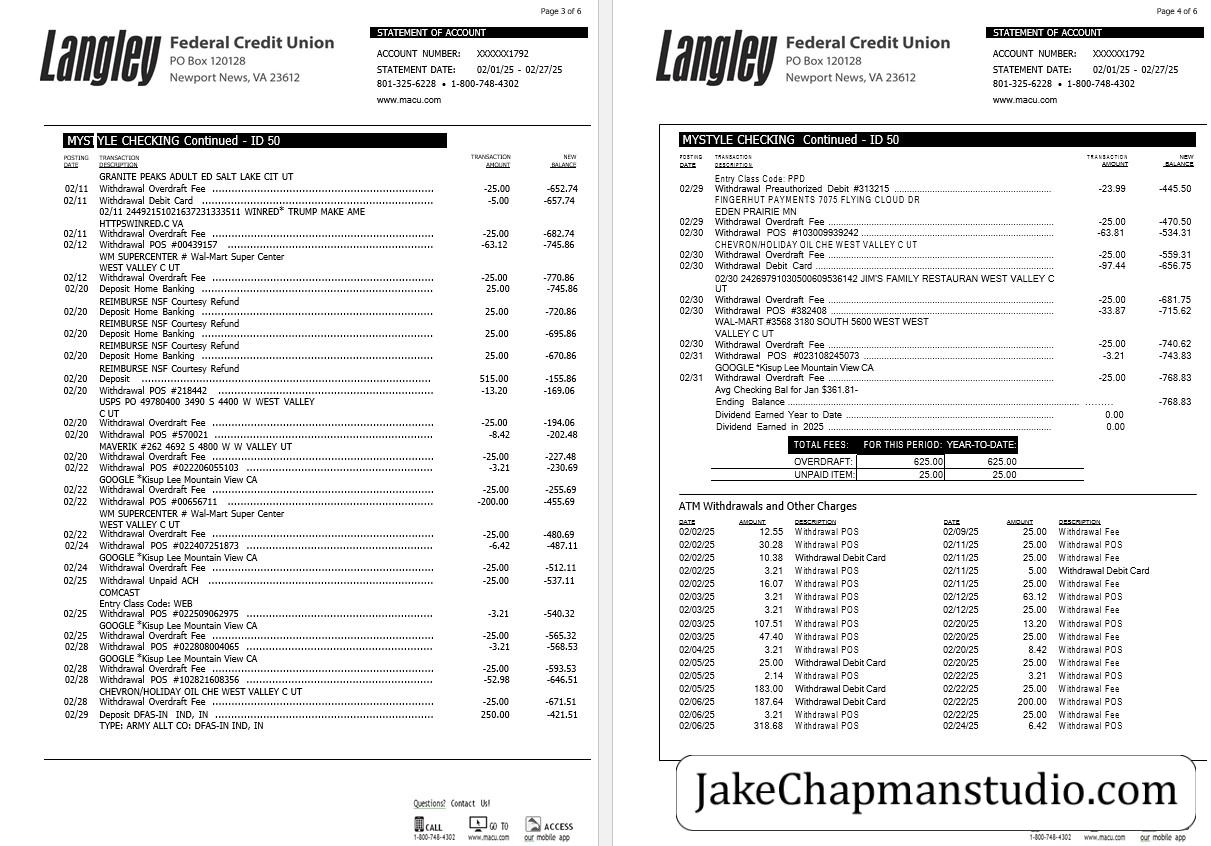 Page 3 of 6
Langley Federal Credit Union
PO Box 120128
Newport News, VA 23612
STATEMENT OF ACCOUNT
ACCOUNT NUMBER: XXXXXX1792
STATEMENT DATE: 02/01/25 - 02/27/25
801-325-6228 • 1-800-748-4302
www.macu.com
MYSTYLE CHECKING Continued - ID 50
POSTING DATE TRANSACTION DESCRIPTION TRANSACTION AMOUNT NEW BALANCE
GRANITE PEAKS ADULT ED SALT LAKE CIT UT
02/11 Withdrawal Overdraft Fee -25.00 -652.74
02/11 Withdrawal Debit Card -5.00 -657.74
02/11 24492151021637231333511 WINRED* TRUMP MAKE AME
HTTPSWINRED.C VA
02/11 Withdrawal Overdraft Fee -25.00 -682.74
02/12 Withdrawal POS #00439157 -63.12 -745.86
WM SUPERCENTER # Wal-Mart Super Center
WEST VALLEY C UT
02/12 Withdrawal Overdraft Fee -25.00 -770.86
02/20 Deposit Home Banking 25.00 -745.86
REIMBURSE NSF Courtesy Refund
02/20 Deposit Home Banking 25.00 -720.86
REIMBURSE NSF Courtesy Refund
02/20 Deposit Home Banking 25.00 -695.86
REIMBURSE NSF Courtesy Refund
02/20 Deposit Home Banking 25.00 -670.86
REIMBURSE NSF Courtesy Refund
02/20 Deposit 515.00 -155.86
02/20 Withdrawal POS #218442 -13.20 -169.06
USPS PO 49780400 3490 S 4400 W WEST VALLEY
C UT
02/20 Withdrawal Overdraft Fee -25.00 -194.06
02/20 Withdrawal POS #570021 -8.42 -202.48
MAVERIK #262 4692 S 4800 W W VALLEY UT
02/20 Withdrawal Overdraft Fee -25.00 -227.48
02/22 Withdrawal POS #022206055103 -3.21 -230.69
GOOGLE *Kisup Lee Mountain View CA
02/22 Withdrawal Overdraft Fee -25.00 -255.69
02/22 Withdrawal POS #00656711 -200.00 -455.69
WM SUPERCENTER # Wal-Mart Super Center
WEST VALLEY C UT
02/22 Withdrawal Overdraft Fee -25.00 -480.69
02/24 Withdrawal POS #022407251873 -6.42 -487.11
GOOGLE *Kisup Lee Mountain View CA
02/24 Withdrawal Overdraft Fee -25.00 -512.11
02/25 Withdrawal Unpaid ACH -25.00 -537.11
COMCAST
Entry Class Code: WEB
02/25 Withdrawal POS #022509062975 -3.21 -540.32
GOOGLE *Kisup Lee Mountain View CA
02/25 Withdrawal Overdraft Fee -25.00 -565.32
02/28 Withdrawal POS #022808004065 -3.21 -568.53
GOOGLE *Kisup Lee Mountain View CA
02/28 Withdrawal Overdraft Fee -25.00 -593.53
02/28 Withdrawal POS #102821608356 -52.98 -646.51
CHEVRON/HOLIDAY OIL CHE WEST VALLEY C UT
02/28 Withdrawal Overdraft Fee -25.00 -671.51
02/29 Deposit DFAS-IN IND, IN 250.00 -421.51
TYPE: ARMY ALLT CO: DFAS-IN IND, IN
Questions? Contact Us!
CALL GO TO ACCESS
1-800-748-4302 www.macu.com our mobile app
Page 4 of 6
Langley Federal Credit Union
PO Box 120128
Newport News, VA 23612
STATEMENT OF ACCOUNT
ACCOUNT NUMBER: XXXXXX1792
STATEMENT DATE: 02/01/25 - 02/27/25
801-325-6228 • 1-800-748-4302
www.macu.com
MYSTYLE CHECKING Continued - ID 50
POSTING DATE TRANSACTION DESCRIPTION TRANSACTION AMOUNT NEW BALANCE
Entry Class Code: PPD
02/29 Withdrawal Preauthorized Debit #313215 -23.99 -445.50
FINGERHUT PAYMENTS 7075 FLYING CLOUD DR
EDEN PRAIRIE MN
02/29 Withdrawal Overdraft Fee -25.00 -470.50
02/30 Withdrawal POS #103009939242 -63.81 -534.31
CHEVRON/HOLIDAY OIL CHE WEST VALLEY C UT
02/30 Withdrawal Overdraft Fee -25.00 -559.31
02/30 Withdrawal Debit Card -97.44 -656.75
02/30 24269791030500609536142 JIM'S FAMILY RESTAURAN WEST VALLEY C
UT
02/30 Withdrawal Overdraft Fee -25.00 -681.75
02/30 Withdrawal POS #382408 -33.87 -715.62
WAL-MART #3568 3180 SOUTH 5600 WEST WEST
VALLEY C UT
02/30 Withdrawal Overdraft Fee -25.00 -740.62
02/31 Withdrawal POS #023108245073 -3.21 -743.83
GOOGLE *Kisup Lee Mountain View CA
02/31 Withdrawal Overdraft Fee -25.00 -768.83
Avg Checking Bal for Jan $361.81-
Ending Balance -768.83
Dividend Earned Year to Date 0.00
Dividend Earned in 2025 0.00
TOTAL FEES: FOR THIS PERIOD: YEAR-TO-DATE:
OVERDRAFT: 625.00 625.00
UNPAID ITEM: 25.00 25.00
ATM Withdrawals and Other Charges
DATE AMOUNT DESCRIPTION DATE AMOUNT DESCRIPTION
02/02/25 12.55 Withdrawal POS 02/09/25 25.00 Withdrawal Fee
02/02/25 30.28 Withdrawal POS 02/11/25 25.00 Withdrawal POS
02/02/25 10.38 Withdrawal Debit Card 02/11/25 25.00 Withdrawal Fee
02/02/25 3.21 Withdrawal POS 02/11/25 5.00 Withdrawal Debit Card
02/02/25 16.07 Withdrawal POS 02/11/25 25.00 Withdrawal Fee
02/03/25 3.21 Withdrawal POS 02/12/25 63.12 Withdrawal POS
02/03/25 3.21 Withdrawal POS 02/12/25 25.00 Withdrawal Fee
02/03/25 107.51 Withdrawal POS 02/20/25 13.20 Withdrawal POS
02/03/25 47.40 Withdrawal POS 02/20/25 25.00 Withdrawal Fee
02/04/25 3.21 Withdrawal POS 02/20/25 8.42 Withdrawal POS
02/05/25 25.00 Withdrawal Debit Card 02/20/25 25.00 Withdrawal Fee
02/05/25 2.14 Withdrawal POS 02/22/25 3.21 Withdrawal POS
02/05/25 183.00 Withdrawal Debit Card 02/22/25 25.00 Withdrawal Fee
02/06/25 187.64 Withdrawal Debit Card 02/22/25 200.00 Withdrawal POS
02/06/25 3.21 Withdrawal POS 02/22/25 25.00 Withdrawal Fee
02/06/25 318.68 Withdrawal POS 02/24/25 6.42 Withdrawal POS
JakeChapmanstudio.com
1-800-748-4302 www.macu.com our mobile app